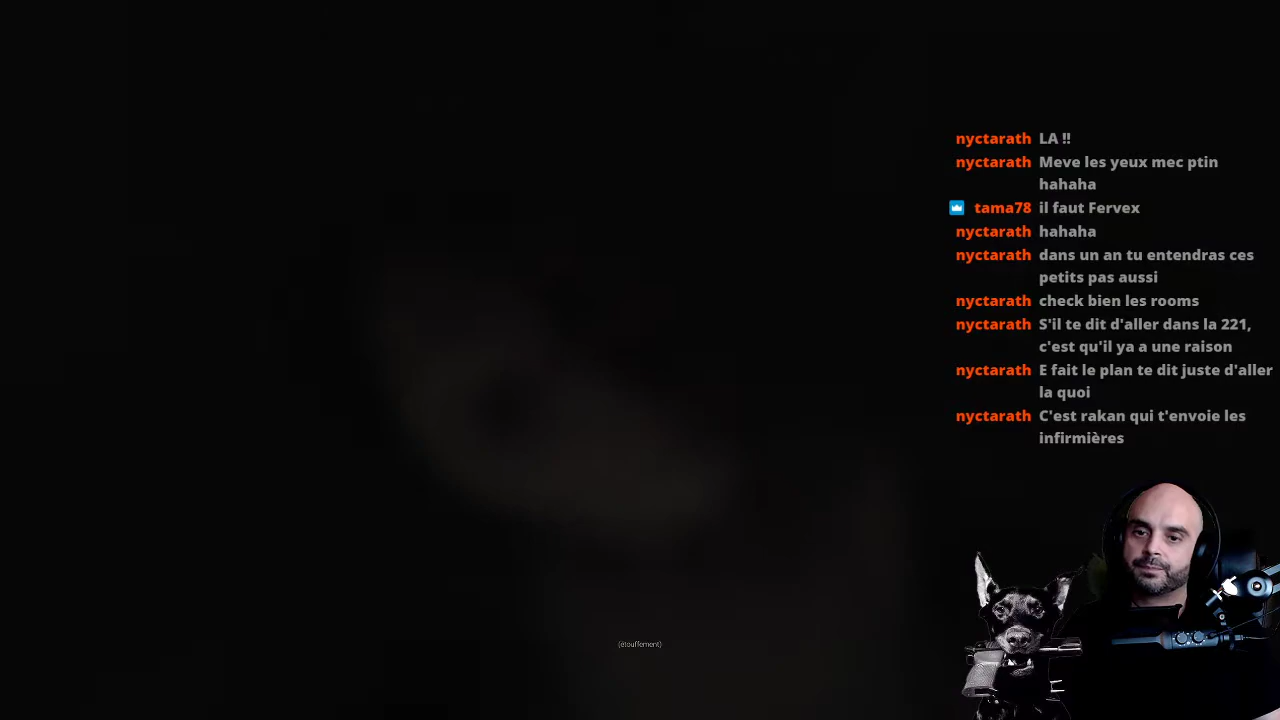 nyctarath LA !!
nyctarath Meve les yeux mec ptin
hahaha
tama78 il faut Fervex
nyctarath hahaha
nyctarath dans un an tu entendras ces
petits pas aussi
nyctarath check bien les rooms
nyctarath S'il te dit d'aller dans la 221,
c'est qu'il ya a une raison
nyctarath E fait le plan te dit juste d'aller
la quoi
nyctarath C'est rakan qui t'envoie les
infirmières
(étouffement)